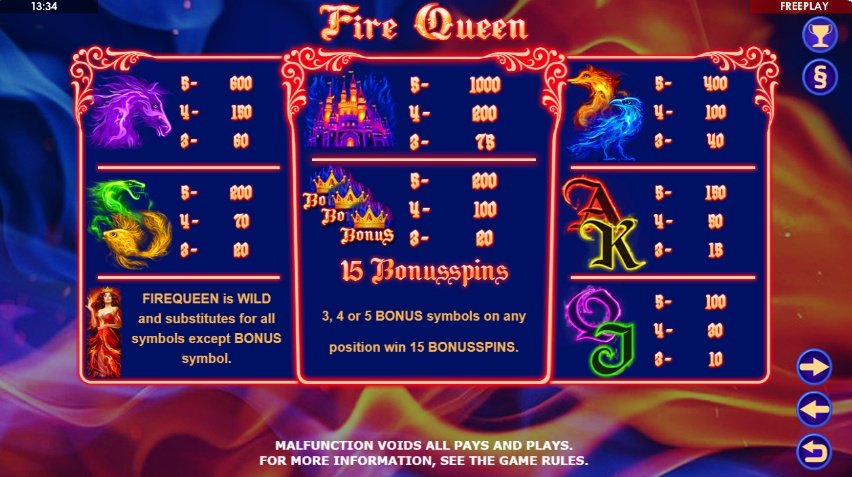 13:34
FREEPLAY
Fire Queen
5- 600
4- 150
3- 60
5- 1000
4- 200
3- 75
5- 400
4- 100
3- 40
5- 200
4- 70
3- 20
Bo
Bo
Bonus
5- 200
4- 100
3- 20
A K
5- 150
4- 50
3- 15
15 Bonusspins
FIREQUEEN is WILD
and substitutes for all
symbols except BONUS
symbol.
3, 4 or 5 BONUS symbols on any
position win 15 BONUSSPINS.
Q J
5- 100
4- 30
3- 10
MALFUNCTION VOIDS ALL PAYS AND PLAYS.
FOR MORE INFORMATION, SEE THE GAME RULES.
§